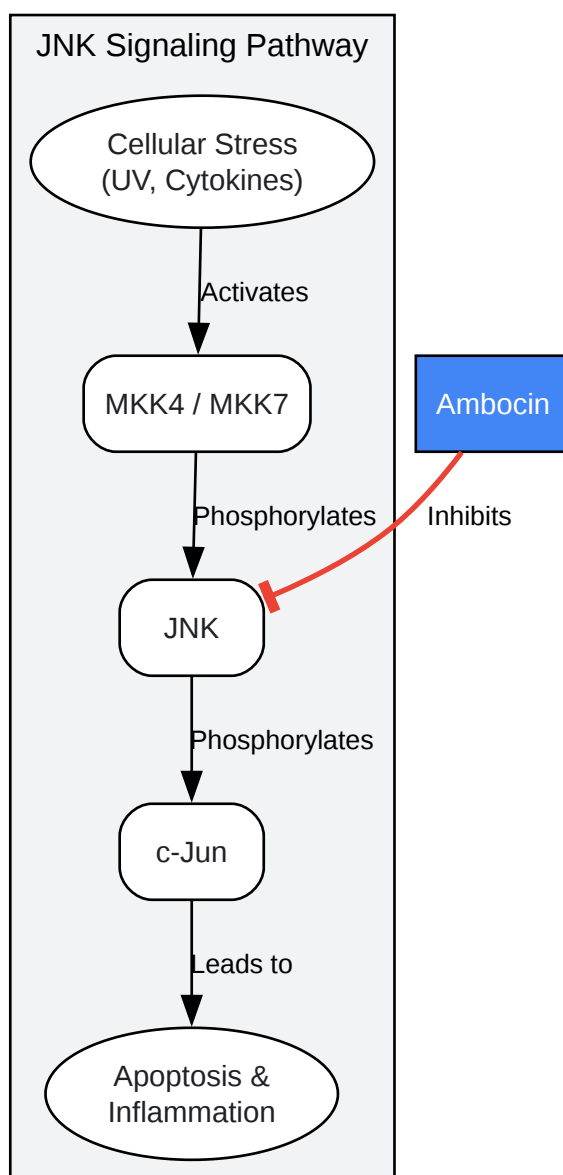 JNK Signaling Pathway
Cellular Stress
(UV, Cytokines)
Activates
MKK4 / MKK7
Ambocin
Phosphorylates
Inhibits
JNK
Phosphorylates
c-Jun
Leads to
Apoptosis &
Inflammation